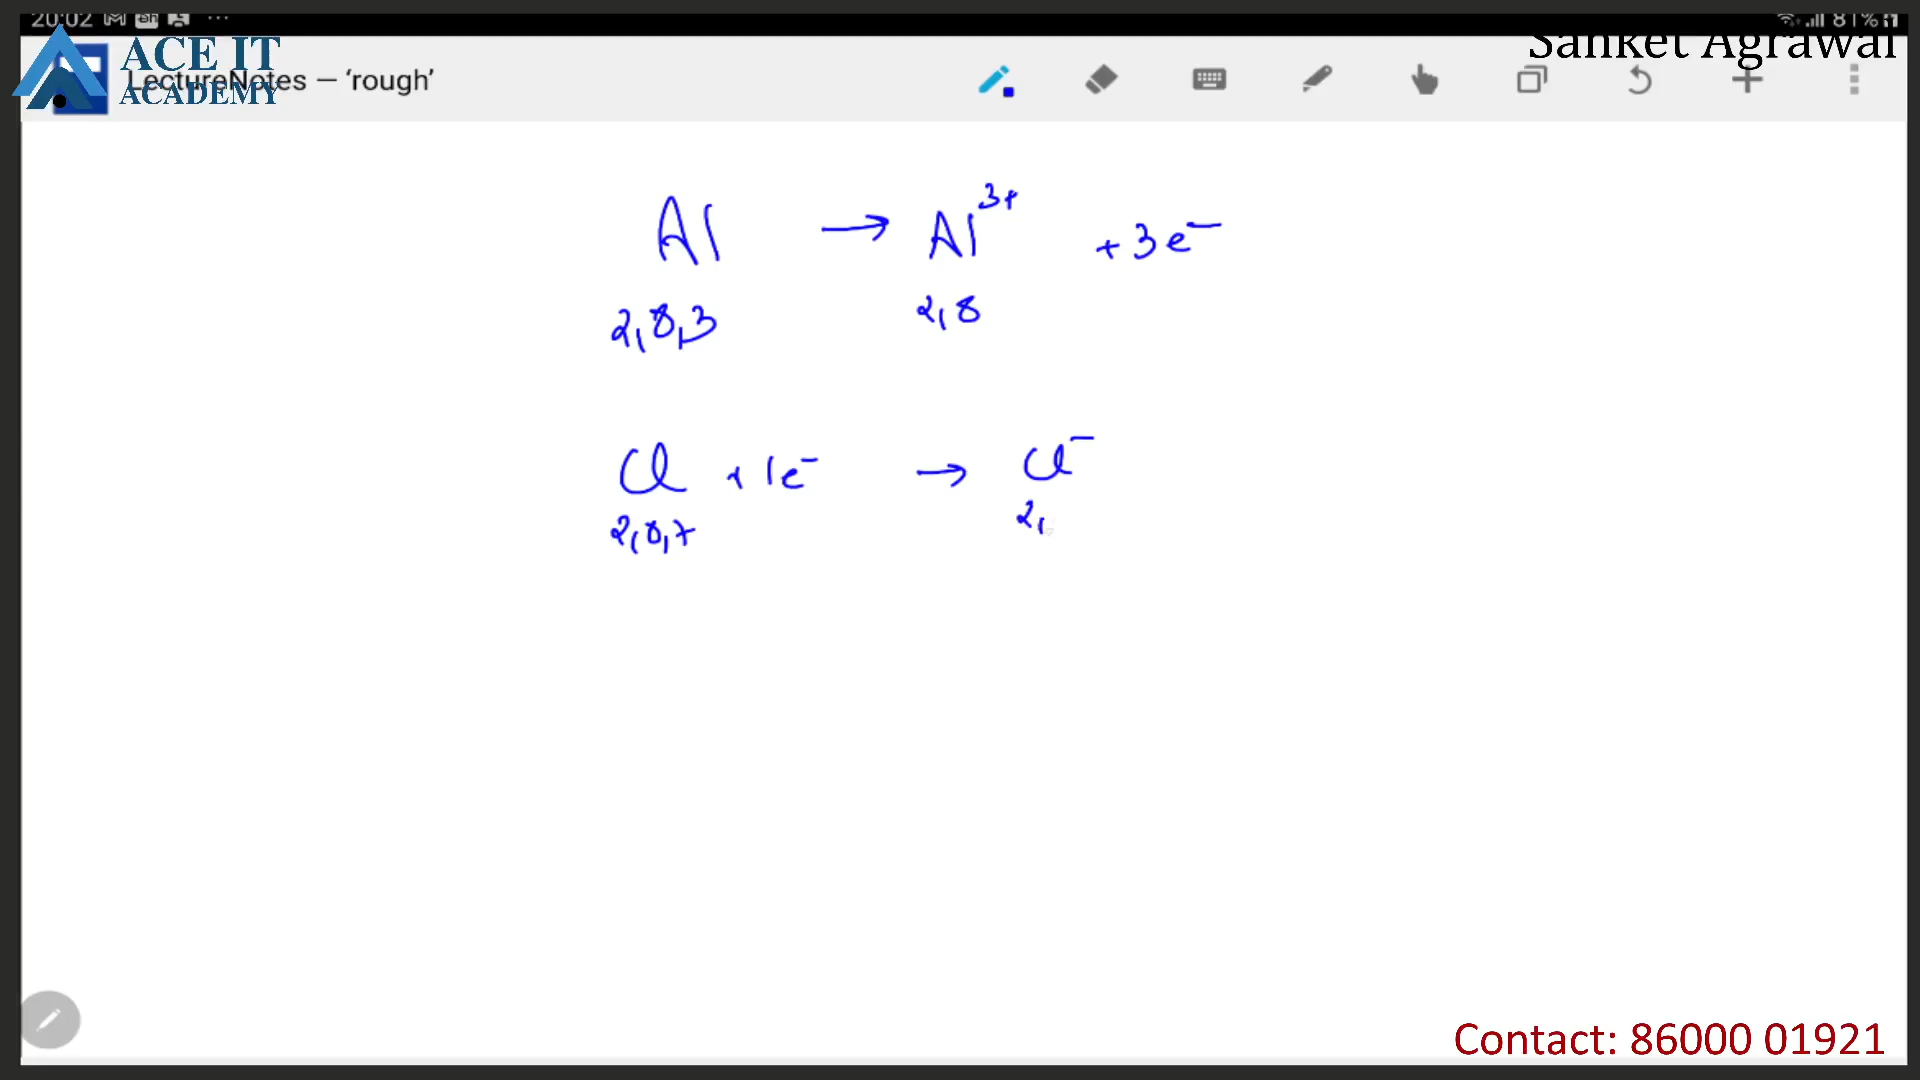 20:02 81%
ACE IT
ACADEMY
LectureNotes — ‘rough’
Sanket Agrawal
Al → Al³⁺ + 3e⁻
2,8,3 2,8
Cl + 1e⁻ → Cl⁻
2,8,7 2,
Contact: 86000 01921